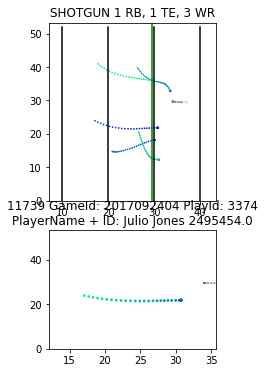 SHOTGUN 1 RB, 1 TE, 3 WR
50
40
30
20
10
0
10 20 30 40
11739 GameId: 2017092404 PlayId: 3374
PlayerName + ID: Julio Jones 2495454.0
40
20
0
15 20 25 30 35